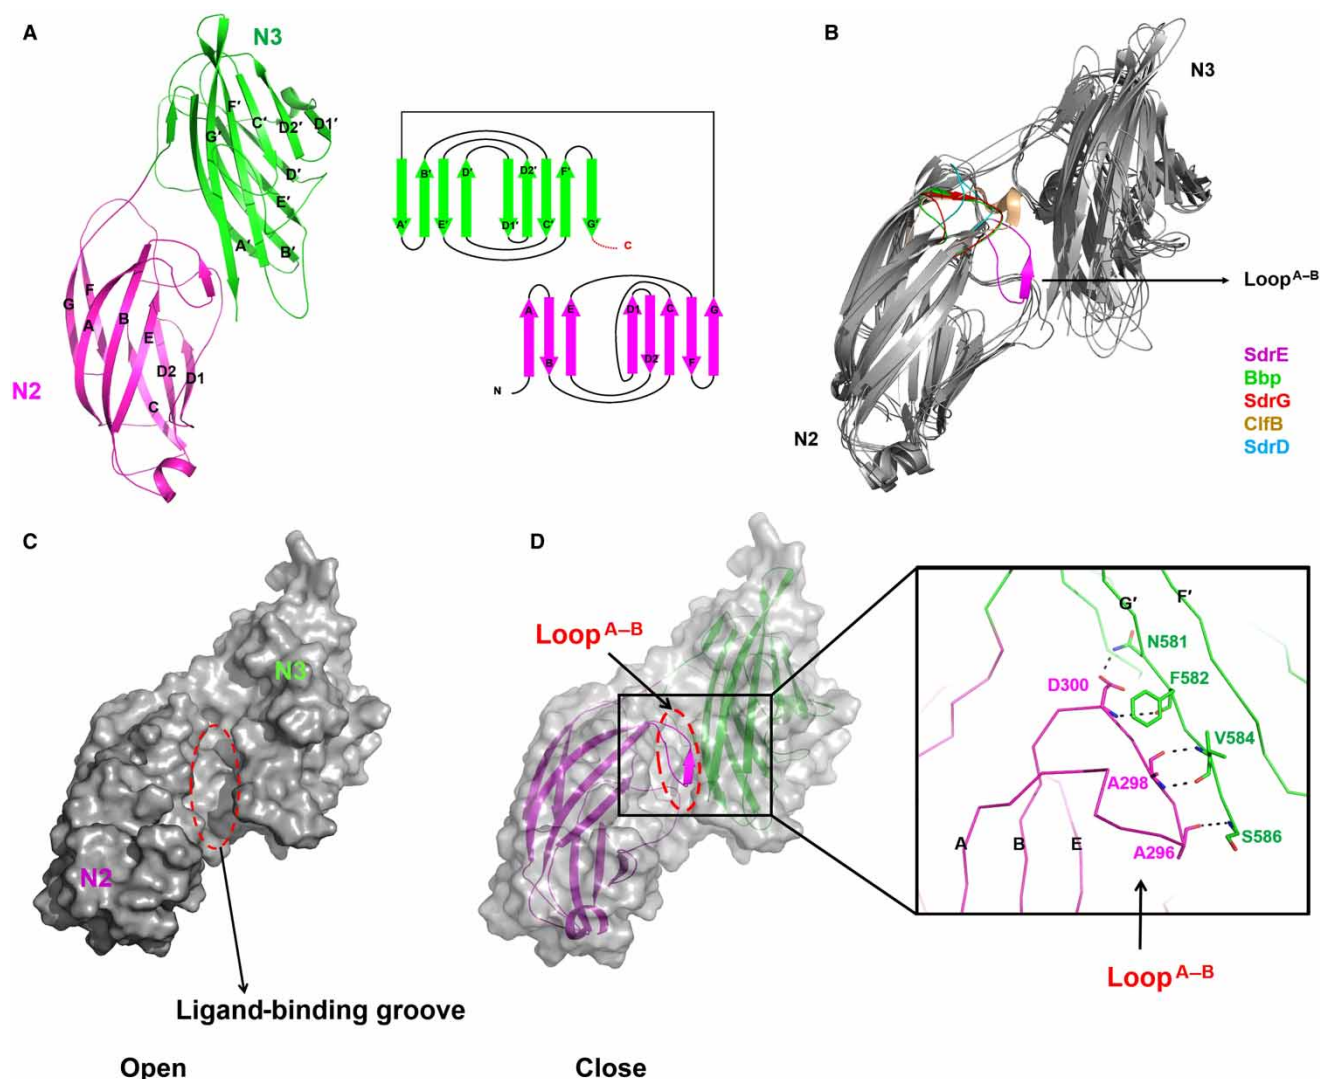 A
N3
F′
G′
C′
D2′
D1′
D′
E′
A′
B′
G
F
A
B
E
D2
D1
C
N2
A′
B′
E′
D′
D1′
D2′
C′
F′
G′
C
A
B
E
D1
D2
C
F
G
N
B
N3
N2
Loop A–B
SdrE
Bbp
SdrG
ClfB
SdrD
C
N3
N2
Ligand-binding groove
Open
D
Loop A–B
Close
G′
F′
N581
D300
F582
V584
A298
S586
A296
A
B
E
Loop A–B